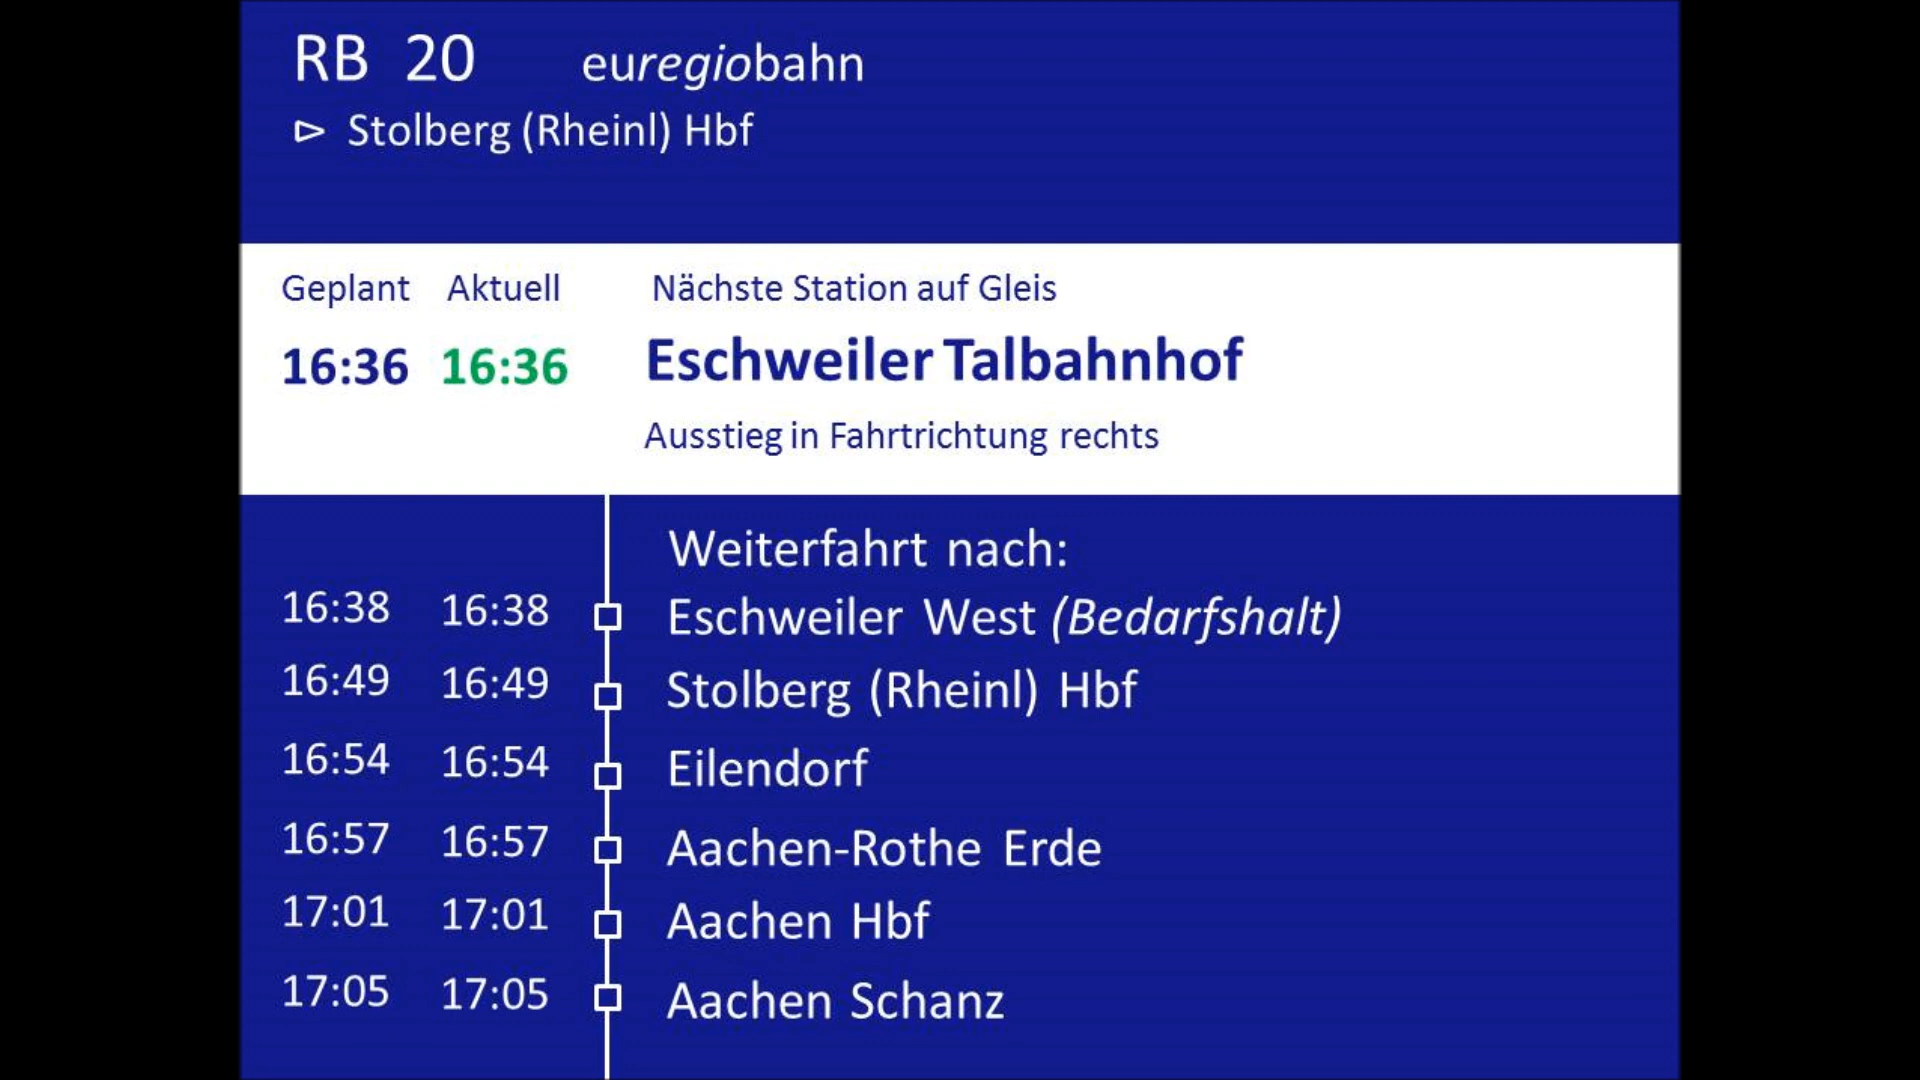 RB 20 euregiobahn
▻ Stolberg (Rheinl) Hbf
Geplant Aktuell Nächste Station auf Gleis
16:36 16:36 Eschweiler Talbahnhof
Ausstieg in Fahrtrichtung rechts
Weiterfahrt nach:
16:38 16:38 Eschweiler West (Bedarfshalt)
16:49 16:49 Stolberg (Rheinl) Hbf
16:54 16:54 Eilendorf
16:57 16:57 Aachen-Rothe Erde
17:01 17:01 Aachen Hbf
17:05 17:05 Aachen Schanz